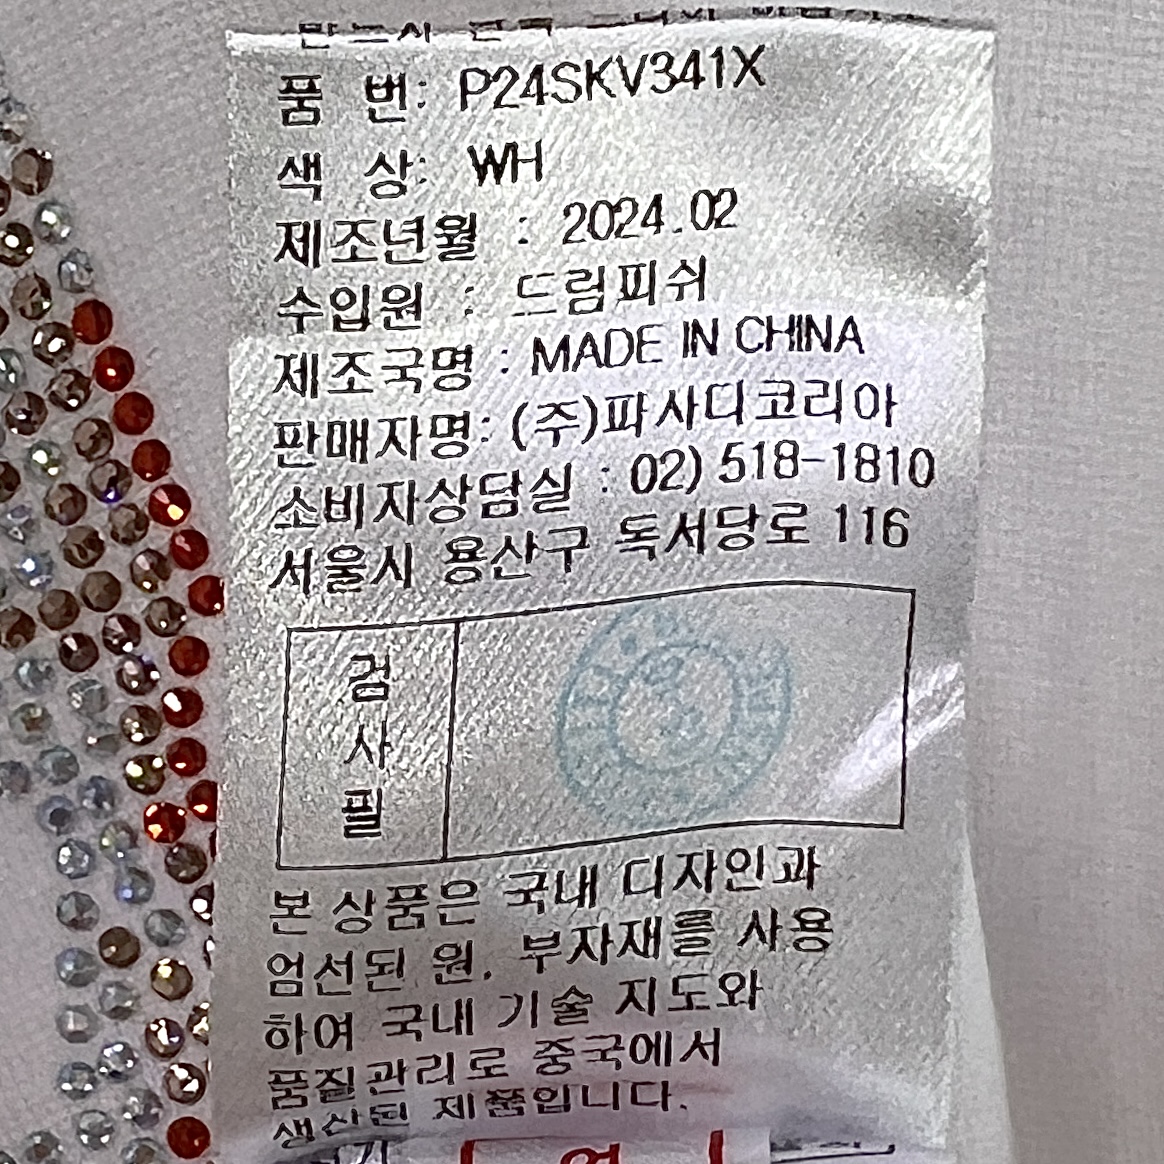 품 번: P24SKV341X
색 상: WH
제조년월 : 2024.02
수입원 : 드림피쉬
제조국명 : MADE IN CHINA
판매자명: (주)파사디코리아
소비자상담실 : 02) 518-1810
서울시 용산구 독서당로 116
검
사
필
본 상품은 국내 디자인과
엄선된 원, 부자재를 사용
하여 국내 기술 지도와
품질관리로 중국에서
생산된 제품입니다.